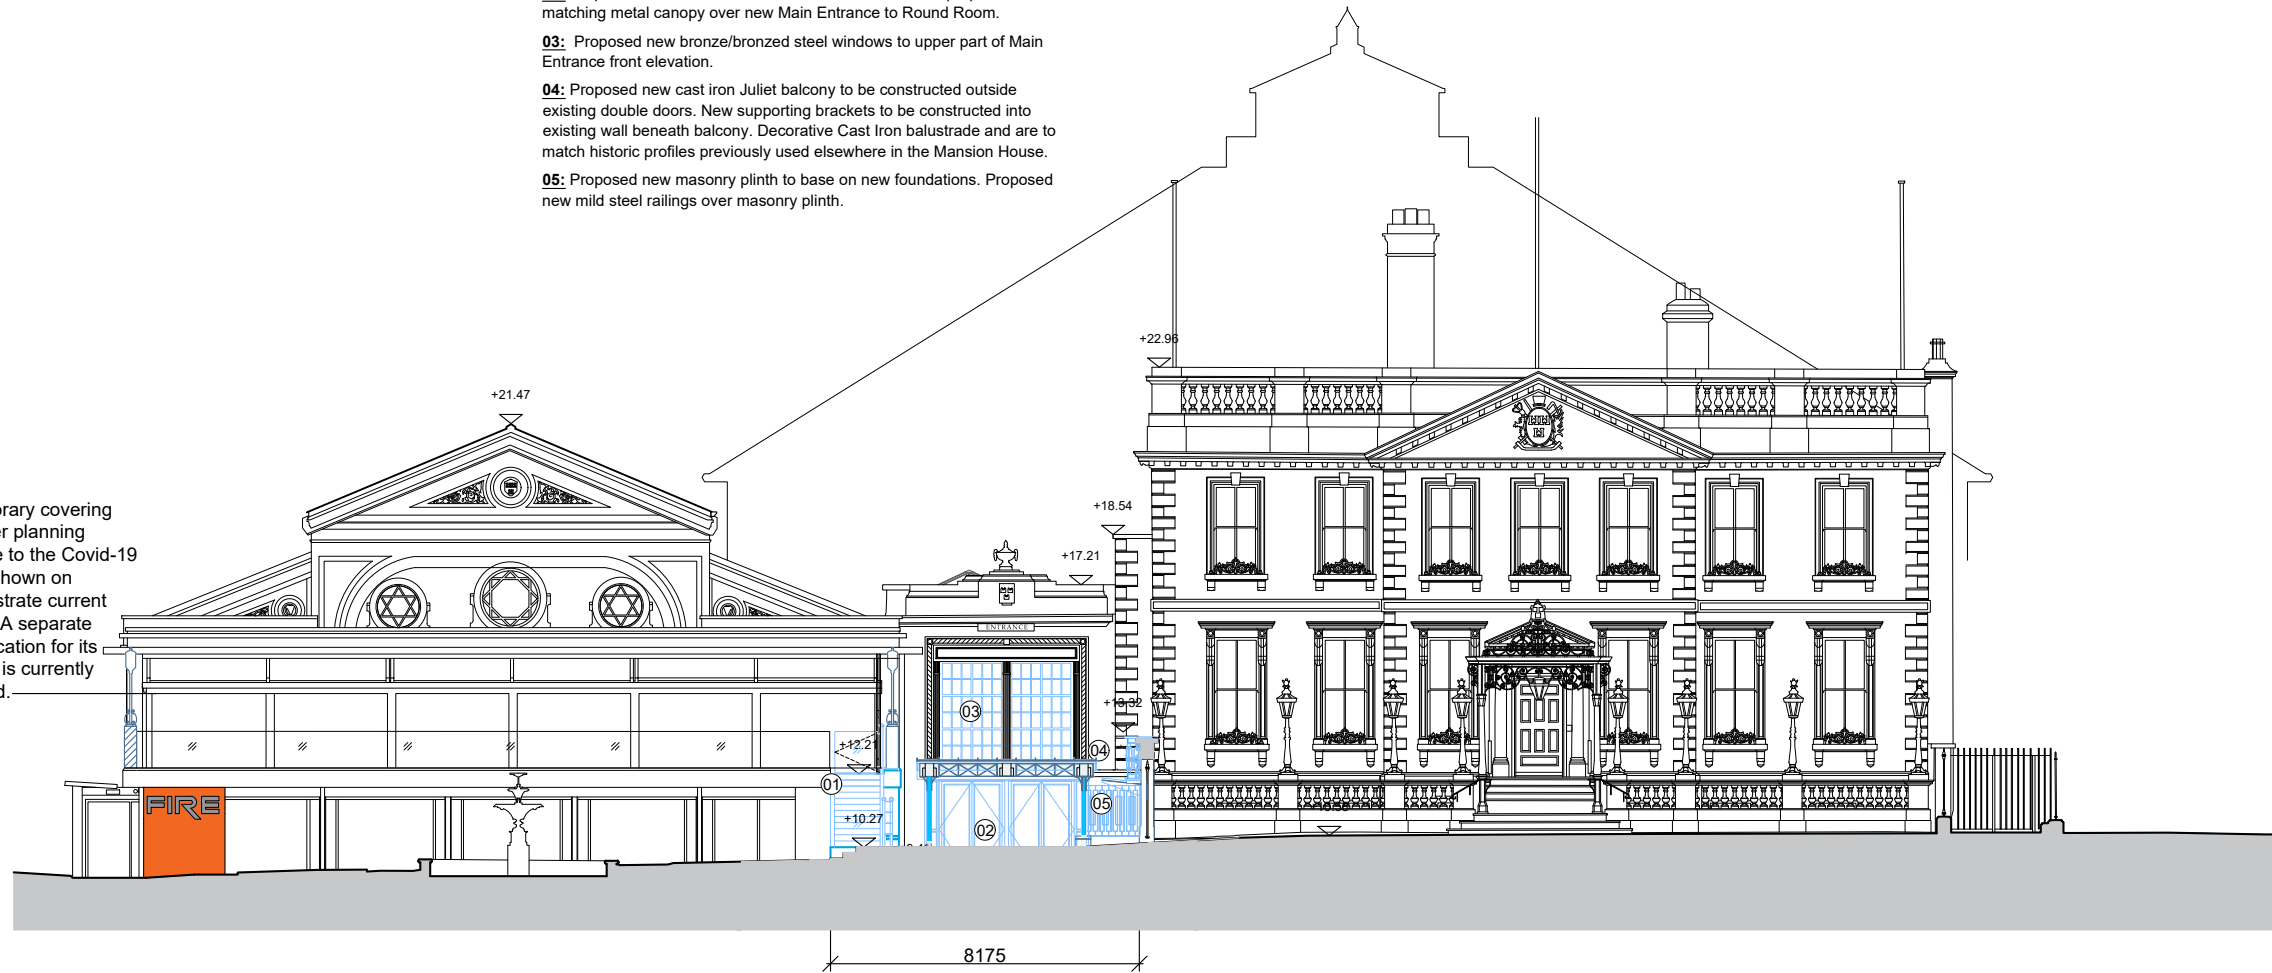 matching metal canopy over new Main Entrance to Round Room.
03: Proposed new bronze/bronzed steel windows to upper part of Main
Entrance front elevation.
04: Proposed new cast iron Juliet balcony to be constructed outside
existing double doors. New supporting brackets to be constructed into
existing wall beneath balcony. Decorative Cast Iron balustrade and are to
match historic profiles previously used elsewhere in the Mansion House.
05: Proposed new masonry plinth to base on new foundations. Proposed
new mild steel railings over masonry plinth.
+22.96
+21.47
+18.54
+17.21
orary covering
er planning
e to the Covid-19
hown on
strate current
A separate
cation for its
is currently
d.
ENTRANCE
03
+13.32
+12.21
04
01
FIRE
05
+10.27
02
8175